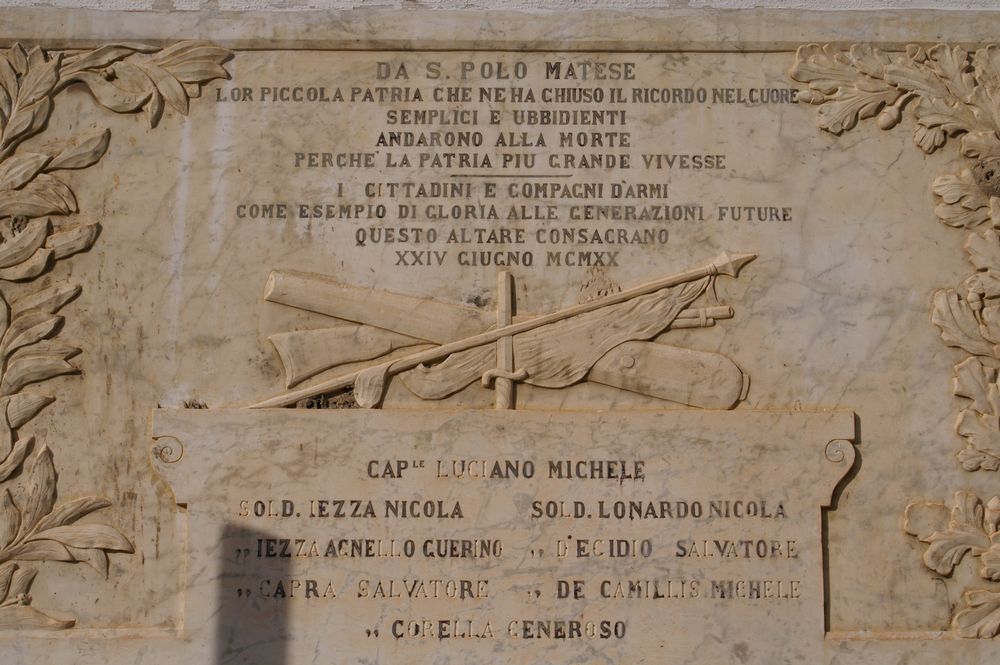 DA S. POLO MATESE
LOR PICCOLA PATRIA CHE NE HA CHIUSO IL RICORDO NEL CUORE
SEMPLICI E UBBIDIENTI
ANDARONO ALLA MORTE
PERCHE' LA PATRIA PIU GRANDE VIVESSE
I CITTADINI E COMPAGNI D'ARMI
COME ESEMPIO DI GLORIA ALLE GENERAZIONI FUTURE
QUESTO ALTARE CONSACRANO
XXIV GIUGNO MCMXX
CAP.LE LUCIANO MICHELE
SOLD. IEZZA NICOLA SOLD. LONARDO NICOLA
,, IEZZA AGNELLO GUERINO ,, D'EGIDIO SALVATORE
,, CAPRA SALVATORE ,, DE CAMILLIS MICHELE
,, CORELLA GENEROSO